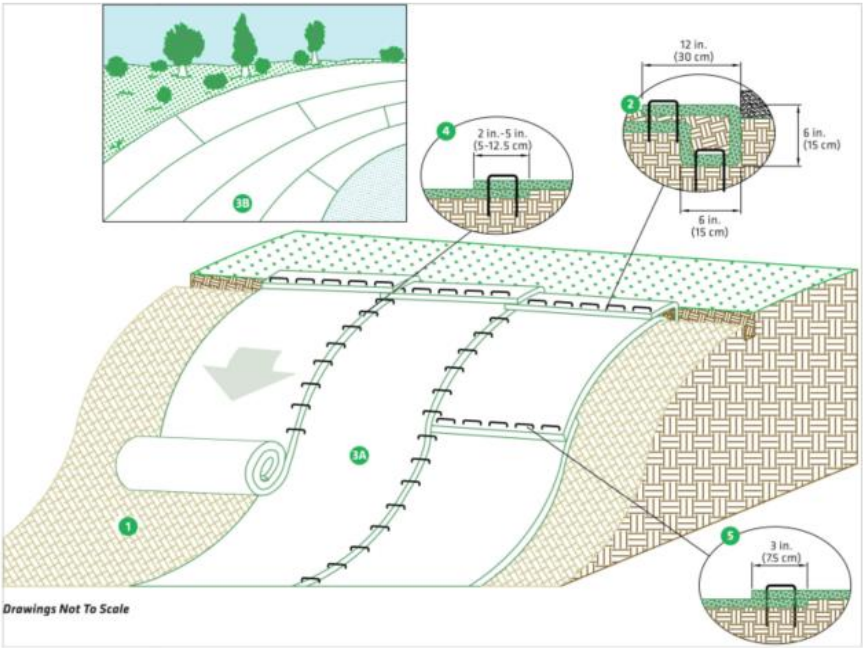 3B
4
2 in.-5 in.
(5-12.5 cm)
2
12 in.
(30 cm)
6 in.
(15 cm)
6 in.
(15 cm)
3A
1
5
3 in.
(7.5 cm)
Drawings Not To Scale